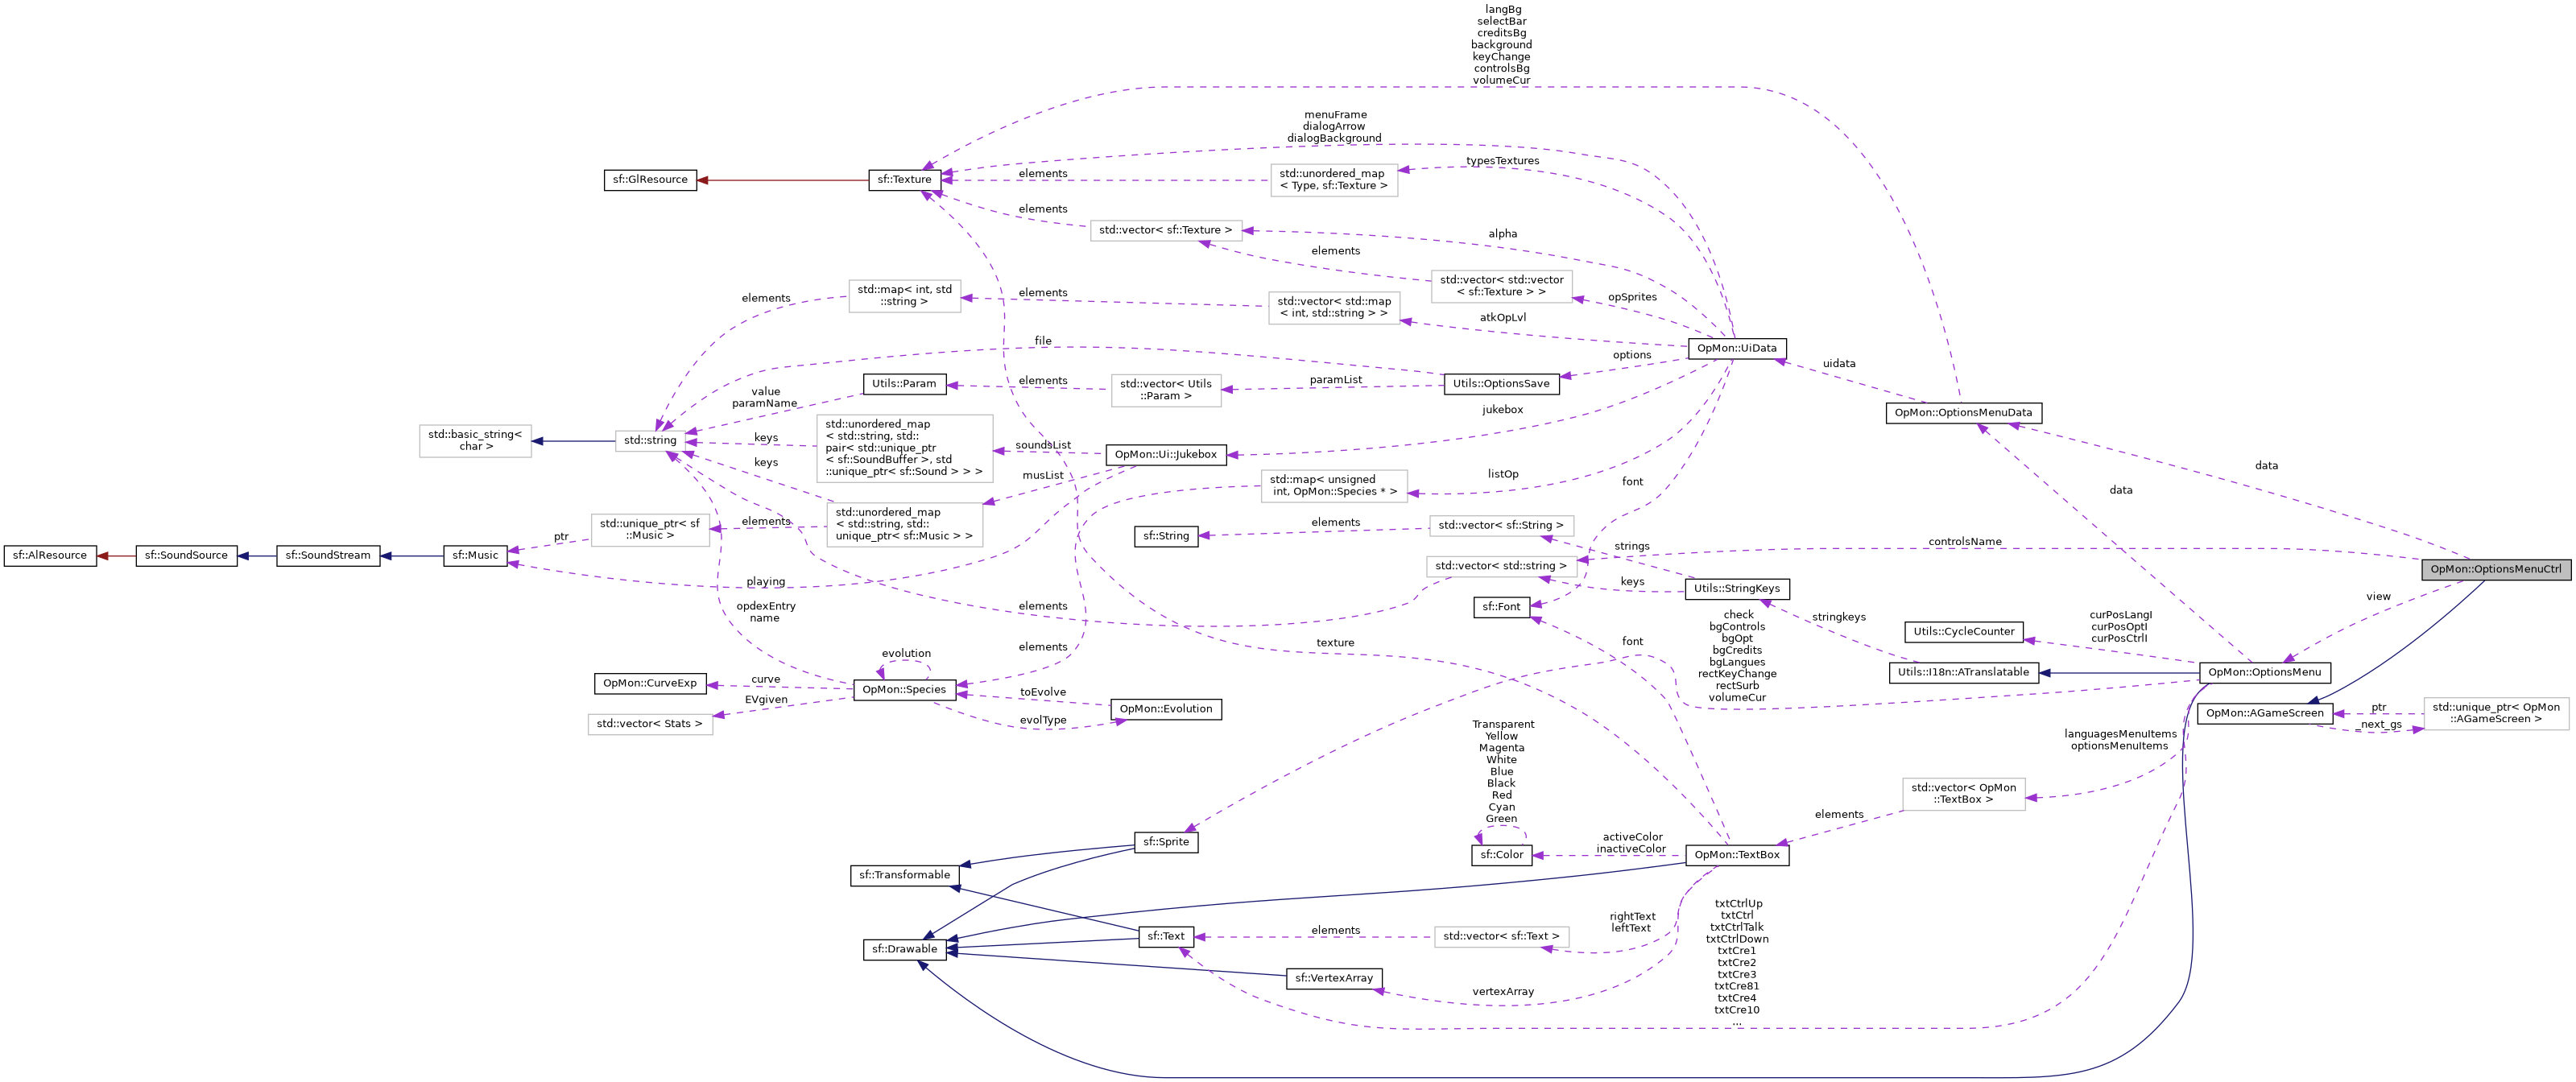 langBg
selectBar
creditsBg
background
keyChange
controlsBg
volumeCur
menuFrame
dialogArrow
dialogBackground
typesTextures
sf::GlResource
sf::Texture
elements
std::unordered_map
< Type, sf::Texture >
elements
std::vector< sf::Texture >
alpha
elements
std::vector< std::vector
< sf::Texture > >
opSprites
std::map< int, std
::string >
elements
elements
std::vector< std::map
< int, std::string > >
atkOpLvl
file
OpMon::UiData
options
uidata
Utils::Param
elements
std::vector< Utils
::Param >
paramList
Utils::OptionsSave
value
paramName
jukebox
OpMon::OptionsMenuData
std::basic_string<
char >
std::string
keys
std::unordered_map
< std::string, std::
pair< std::unique_ptr
< sf::SoundBuffer >, std
::unique_ptr< sf::Sound > > >
soundsList
OpMon::Ui::Jukebox
keys
musList
std::map< unsigned
int, OpMon::Species * >
listOp
font
data
data
std::unordered_map
< std::string, std::
unique_ptr< sf::Music > >
elements
std::unique_ptr< sf
::Music >
ptr
sf::String
elements
std::vector< sf::String >
strings
controlsName
sf::AlResource
sf::SoundSource
sf::SoundStream
sf::Music
std::vector< std::string >
OpMon::OptionsMenuCtrl
playing
keys
Utils::StringKeys
view
opdexEntry
name
elements
sf::Font
stringkeys
check
bgControls
bgOpt
bgCredits
bgLangues
rectKeyChange
rectSurb
volumeCur
Utils::CycleCounter
curPosLangI
curPosOptI
curPosCtrlI
evolution
elements
texture
font
Utils::I18n::ATranslatable
OpMon::OptionsMenu
OpMon::CurveExp
curve
OpMon::Species
toEvolve
OpMon::Evolution
EVgiven
evolType
std::vector< Stats >
OpMon::AGameScreen
ptr
_next_gs
std::unique_ptr< OpMon
::AGameScreen >
languagesMenuItems
optionsMenuItems
Transparent
Yellow
Magenta
White
Blue
Black
Red
Cyan
Green
std::vector< OpMon
::TextBox >
elements
sf::Sprite
sf::Color
activeColor
inactiveColor
OpMon::TextBox
sf::Transformable
rightText
leftText
txtCtrlUp
txtCtrl
txtCtrlTalk
txtCtrlDown
txtCre1
txtCre2
txtCre3
txtCre81
txtCre4
txtCre10
...
sf::Drawable
sf::Text
elements
std::vector< sf::Text >
sf::VertexArray
vertexArray